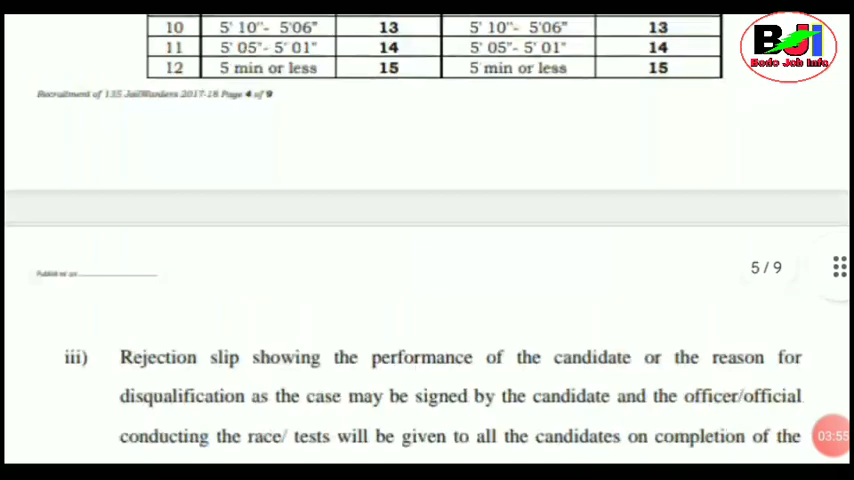 10 5' 10"- 5'06" 13 5' 10"- 5'06" 13
11 5' 05"- 5' 01" 14 5' 05"- 5' 01" 14
12 5 min or less 15 5 min or less 15
BJI
Bodo Job Info
Recruitment of 135 JailWarders 2017-18 Page 4 of 9
5 / 9
iii) Rejection slip showing the performance of the candidate or the reason for
disqualification as the case may be signed by the candidate and the officer/official
conducting the race/ tests will be given to all the candidates on completion of the
03:55